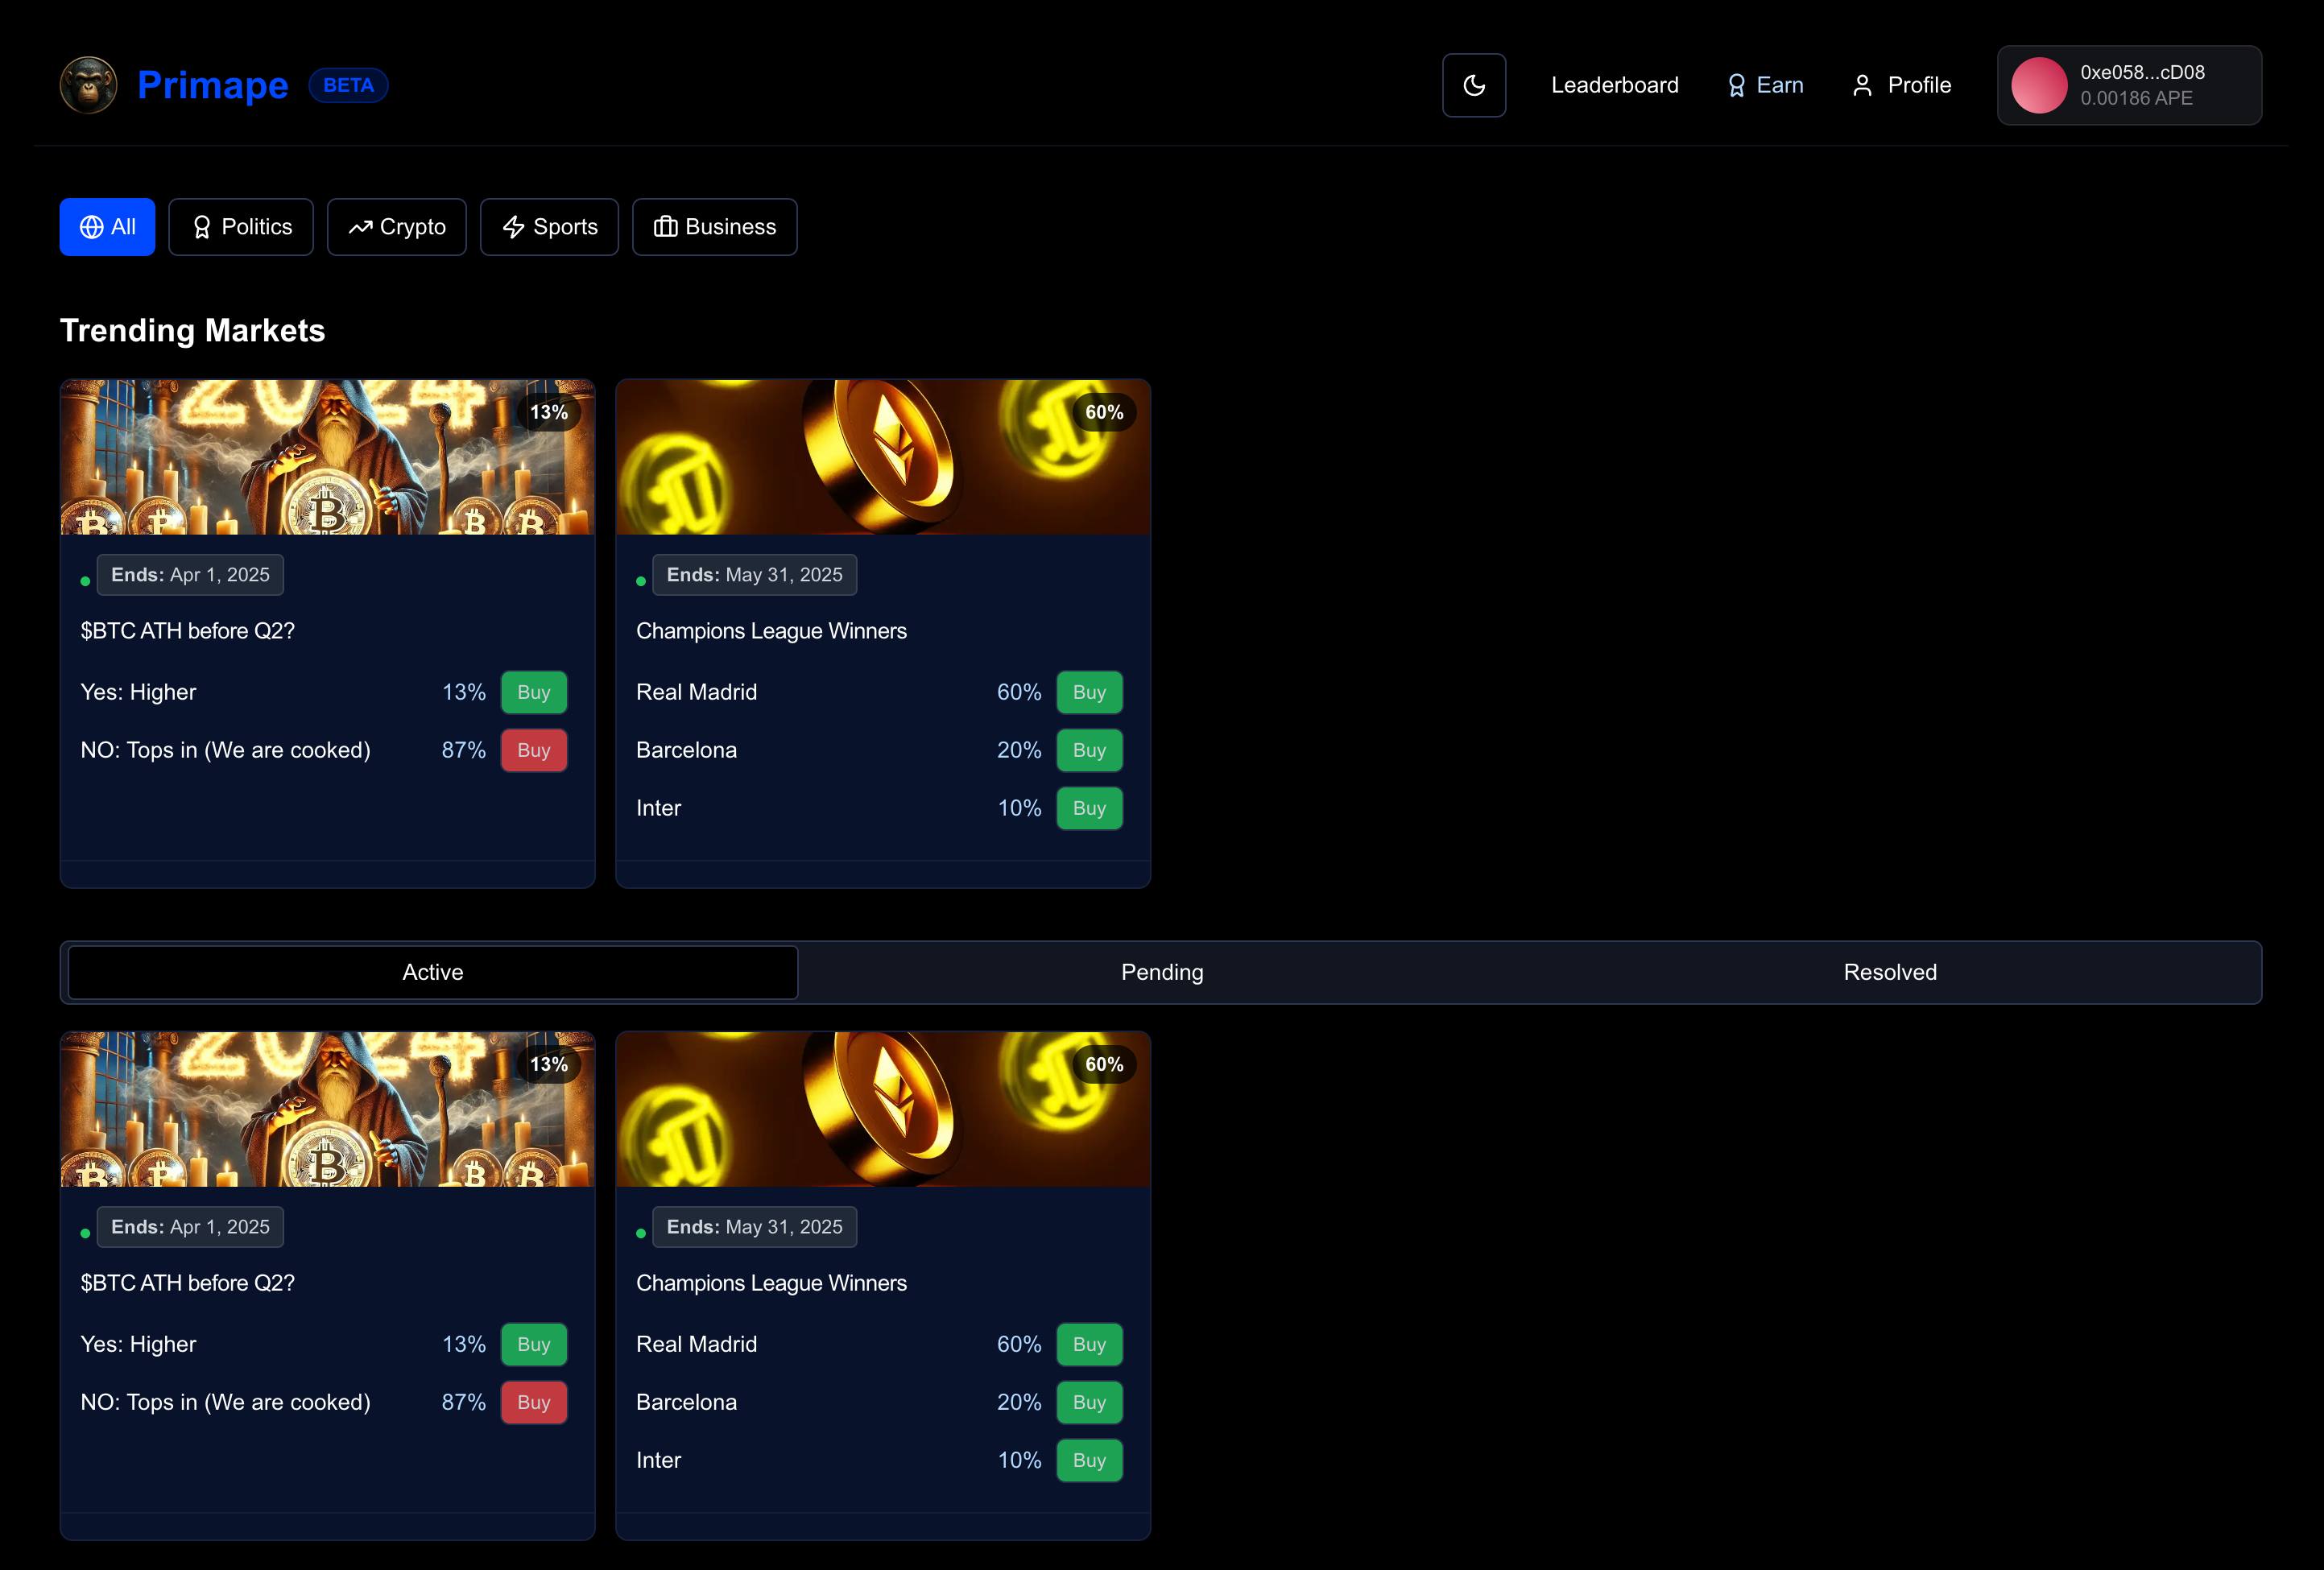 Primape BETA
Leaderboard Earn Profile
0xe058...cD08
0.00186 APE
All Politics Crypto Sports Business
Trending Markets
2024
13%
Ends: Apr 1, 2025
$BTC ATH before Q2?
Yes: Higher 13% Buy
NO: Tops in (We are cooked) 87% Buy
60%
Ends: May 31, 2025
Champions League Winners
Real Madrid 60% Buy
Barcelona 20% Buy
Inter 10% Buy
Active Pending Resolved
2024
13%
Ends: Apr 1, 2025
$BTC ATH before Q2?
Yes: Higher 13% Buy
NO: Tops in (We are cooked) 87% Buy
60%
Ends: May 31, 2025
Champions League Winners
Real Madrid 60% Buy
Barcelona 20% Buy
Inter 10% Buy